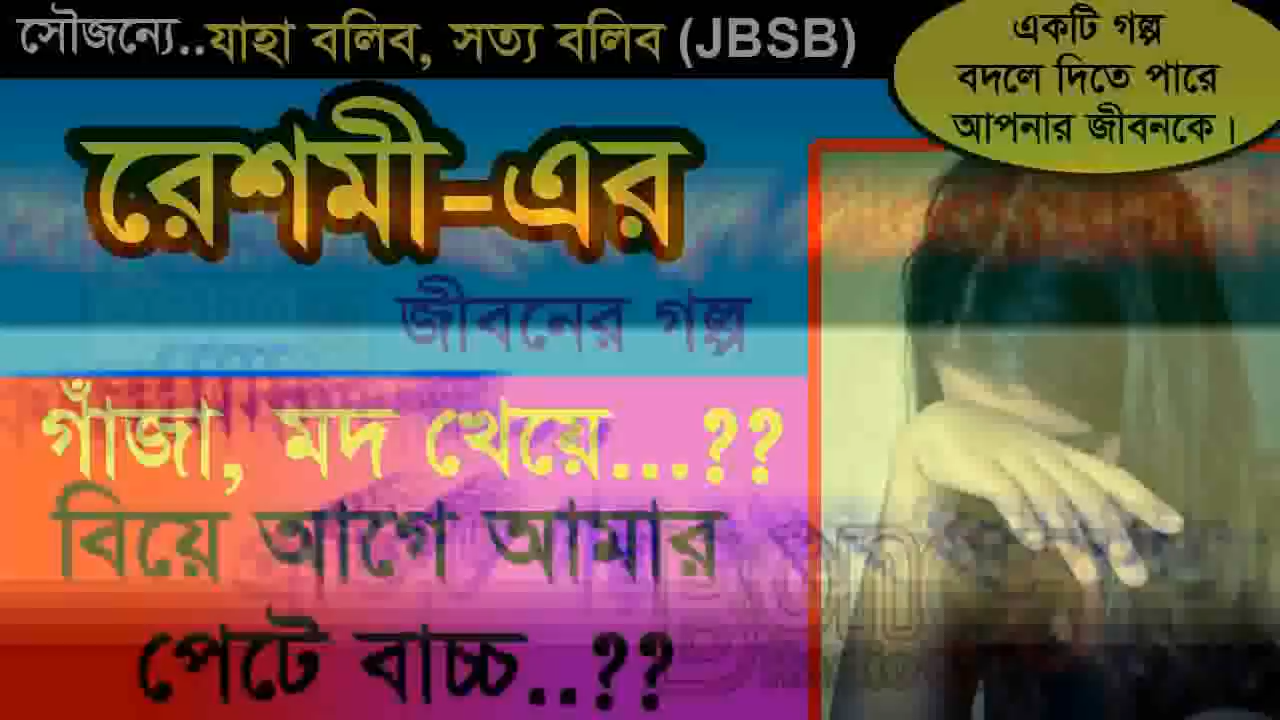 সৌজন্যে..যাহা বলিব, সত্য বলিব (JBSB)
একটি গল্প
বদলে দিতে পারে
আপনার জীবনকে।
রেশমী-এর
জীবনের গল্প
গাঁজা, মদ খেয়ে...??
বিয়ে আগে আমার
পেটে বাচ্চ..??